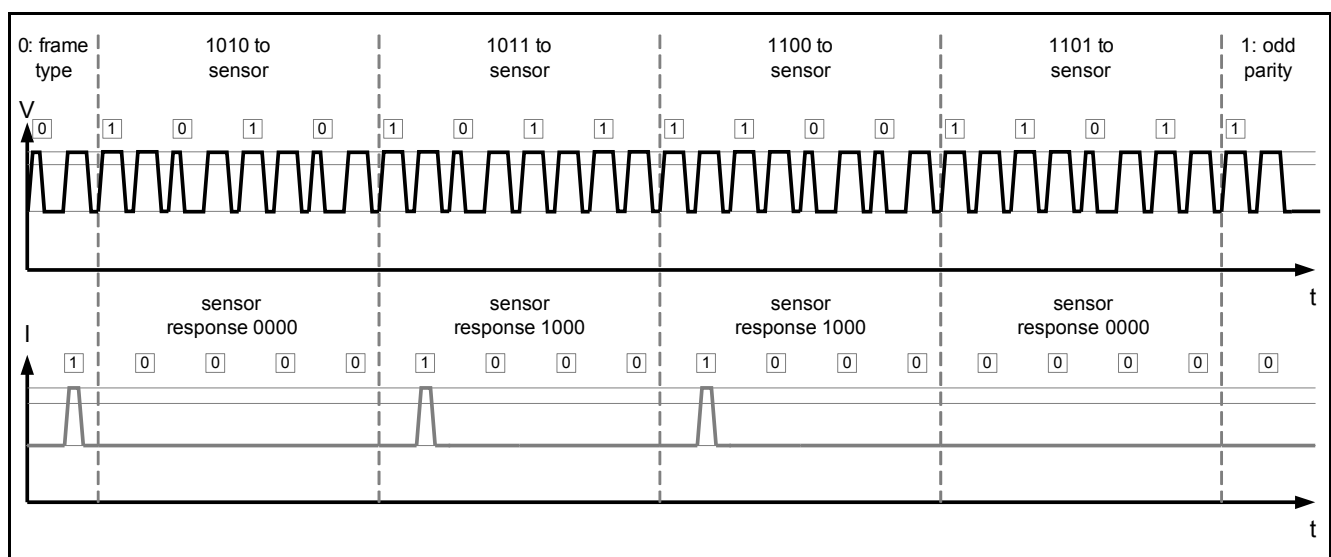 0: frame type
1010 to sensor
1011 to sensor
1100 to sensor
1101 to sensor
1: odd parity
V
0 1 0 1 0 1 0 1 1 1 1 0 0 1 1 0 1 1
t
sensor response 0000
sensor response 1000
sensor response 1000
sensor response 0000
I
1 0 0 0 0 1 0 0 0 1 0 0 0 0 0 0 0 0
t